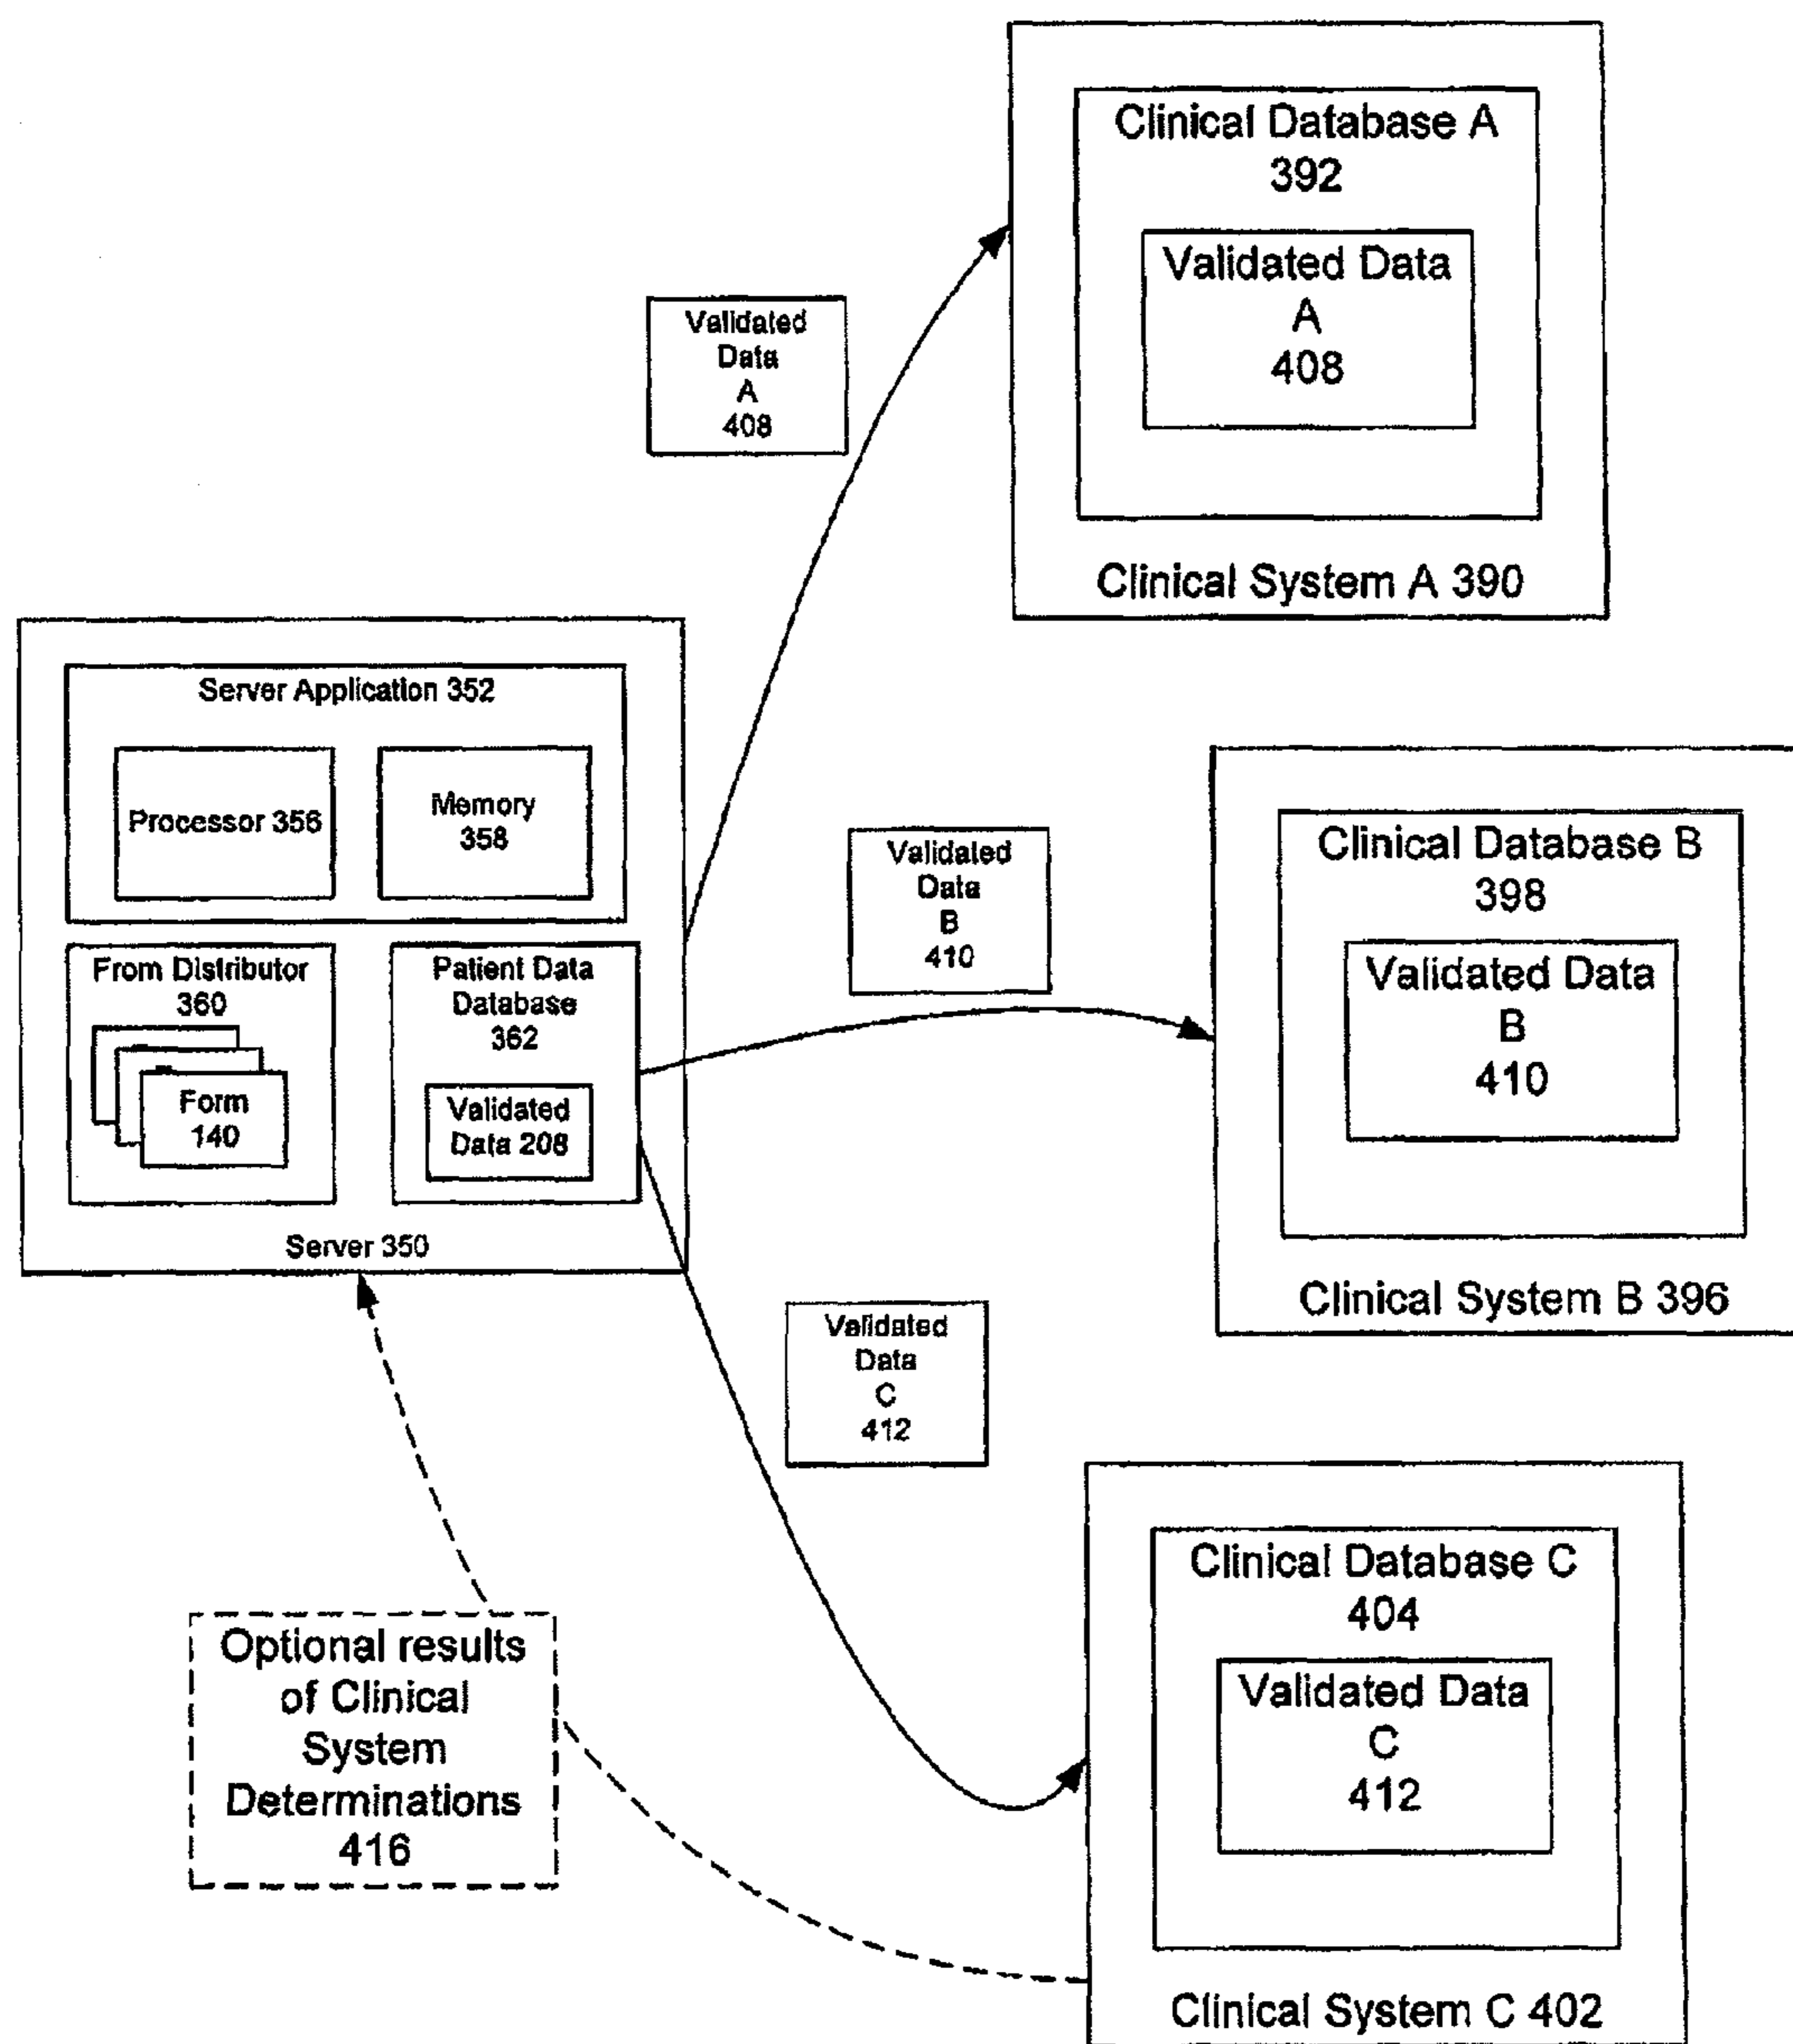 Clinical Database A
392
Validated Data
A
408
Clinical System A 390
Validated
Data
A
408
Server Application 352
Processor 356
Memory
358
From Distributor
360
Form
140
Patient Data
Database
362
Validated
Data 208
Server 350
Validated
Data
B
410
Clinical Database B
398
Validated Data
B
410
Clinical System B 396
Validated
Data
C
412
Clinical Database C
404
Validated Data
C
412
Clinical System C 402
Optional results
of Clinical
System
Determinations
416